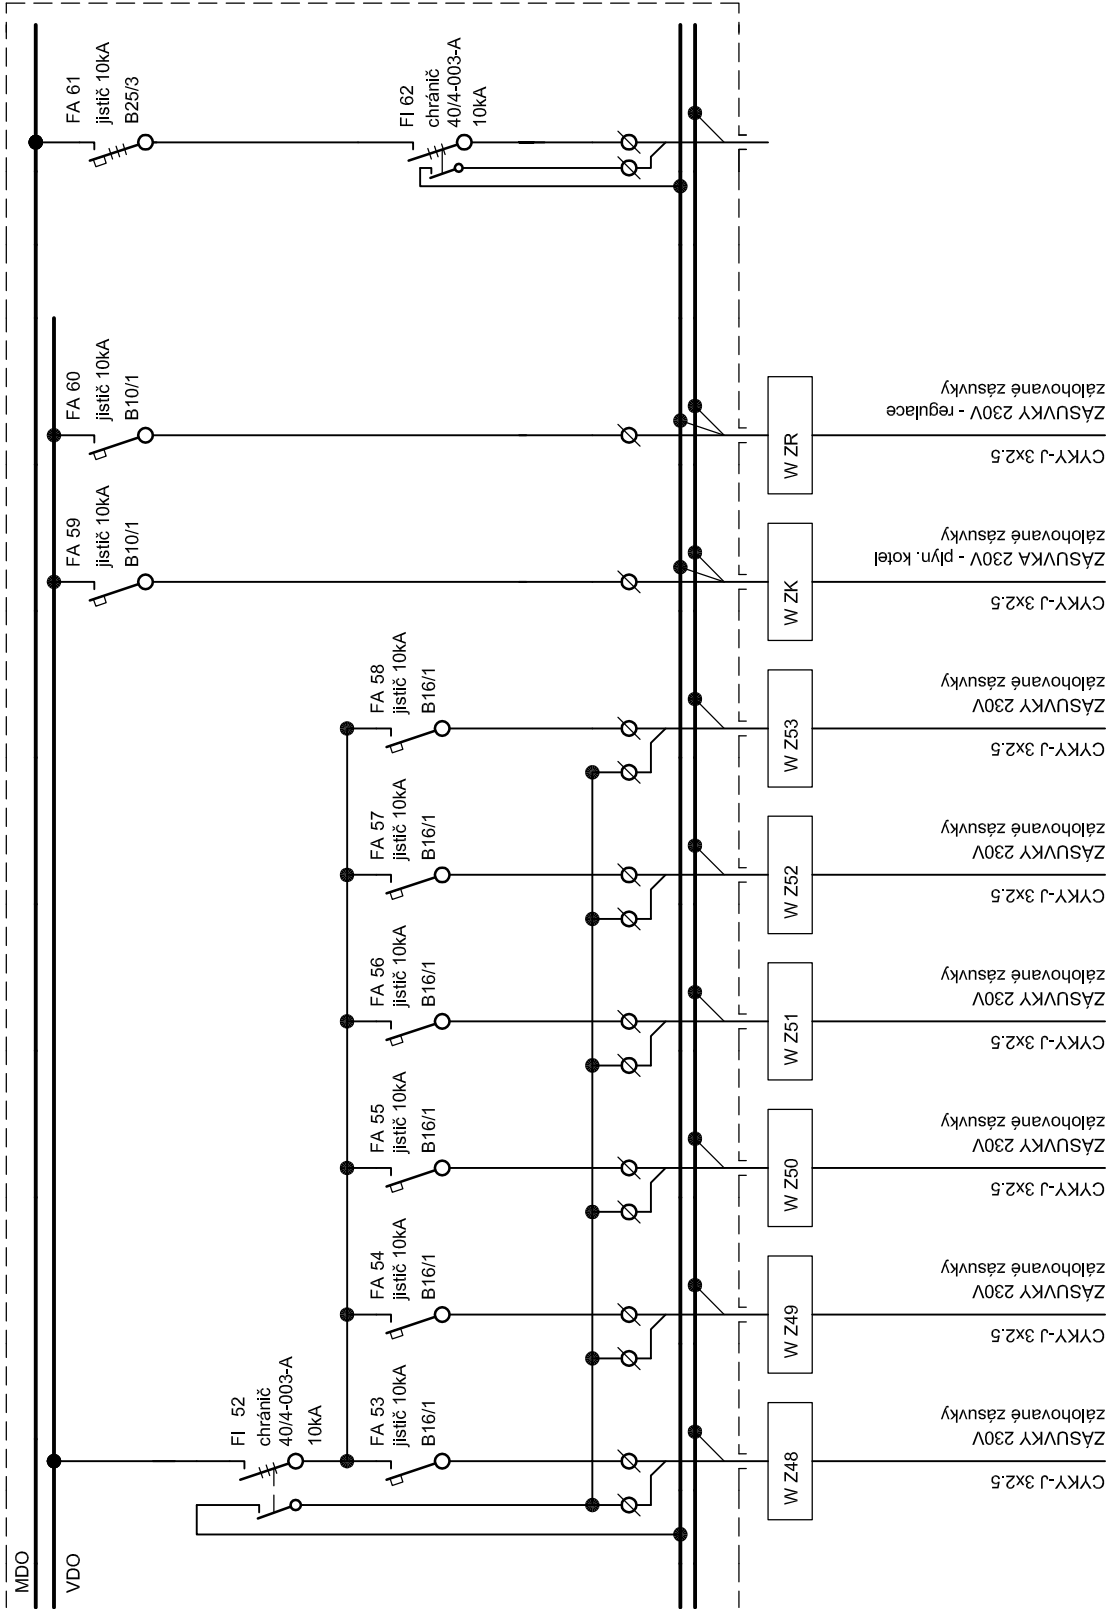 MDO
VDO
FI 52
chránič
40/4-003-A
10kA
FA 53
jistič 10kA
B16/1
FA 54
jistič 10kA
B16/1
FA 55
jistič 10kA
B16/1
FA 56
jistič 10kA
B16/1
FA 57
jistič 10kA
B16/1
FA 58
jistič 10kA
B16/1
FA 59
jistič 10kA
B10/1
FA 60
jistič 10kA
B10/1
FA 61
jistič 10kA
B25/3
FI 62
chránič
40/4-003-A
10kA
W Z48
W Z49
W Z50
W Z51
W Z52
W Z53
W ZK
W ZR
CYKY-J 3x2.5
ZÁSUVKY 230V
zálohované zásuvky
CYKY-J 3x2.5
ZÁSUVKY 230V
zálohované zásuvky
CYKY-J 3x2.5
ZÁSUVKY 230V
zálohované zásuvky
CYKY-J 3x2.5
ZÁSUVKY 230V
zálohované zásuvky
CYKY-J 3x2.5
ZÁSUVKY 230V
zálohované zásuvky
CYKY-J 3x2.5
ZÁSUVKY 230V
zálohované zásuvky
CYKY-J 3x2.5
ZÁSUVKA 230V - plyn. kotel
zálohované zásuvky
CYKY-J 3x2.5
ZÁSUVKY 230V - regulace
zálohované zásuvky